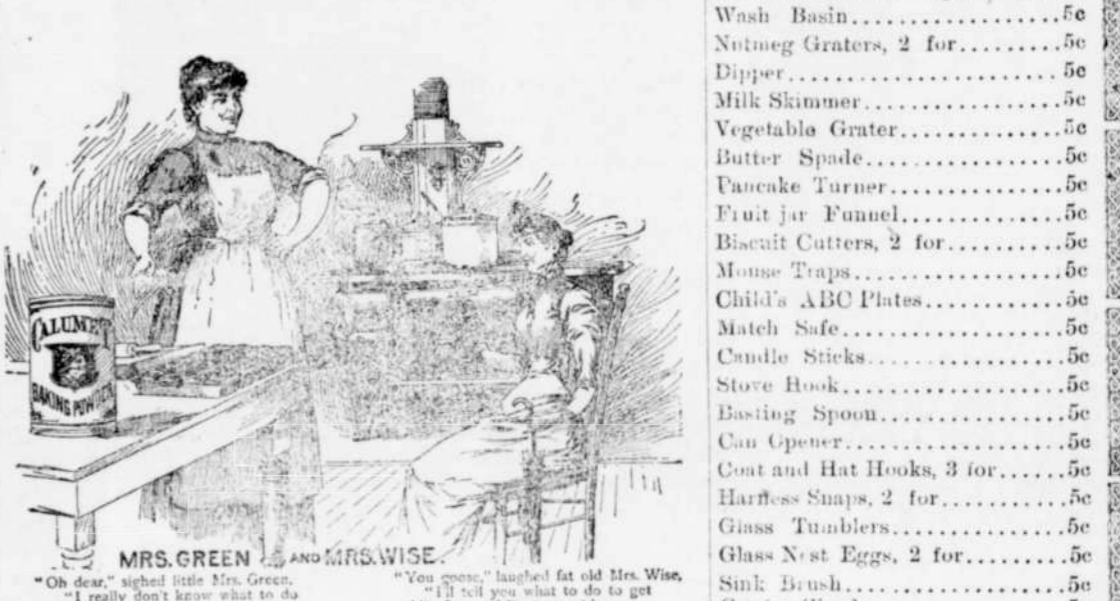 CALUMET
BAKING POWDER
MRS. GREEN AND MRS. WISE.
"Oh dear," sighed little Mrs. Green,
"I really don't know what to do
"You goose," laughed fat old Mrs. Wise,
"I'll tell you what to do to get
Wash Basin....................5c
Nutmeg Graters, 2 for.........5c
Dipper........................5c
Milk Skimmer..................5c
Vegetable Grater..............5c
Butter Spade..................5c
Pancake Turner................5c
Fruit jar Funnel..............5c
Biscuit Cutters, 2 for........5c
Mouse Traps...................5c
Child's ABC Plates............5c
Match Safe....................5c
Candle Sticks.................5c
Stove Hook....................5c
Basting Spoon.................5c
Can Opener....................5c
Coat and Hat Hooks, 3 for.....5c
Harness Snaps, 2 for..........5c
Glass Tumblers................5c
Glass Nest Eggs, 2 for........5c
Sink Brush....................5c